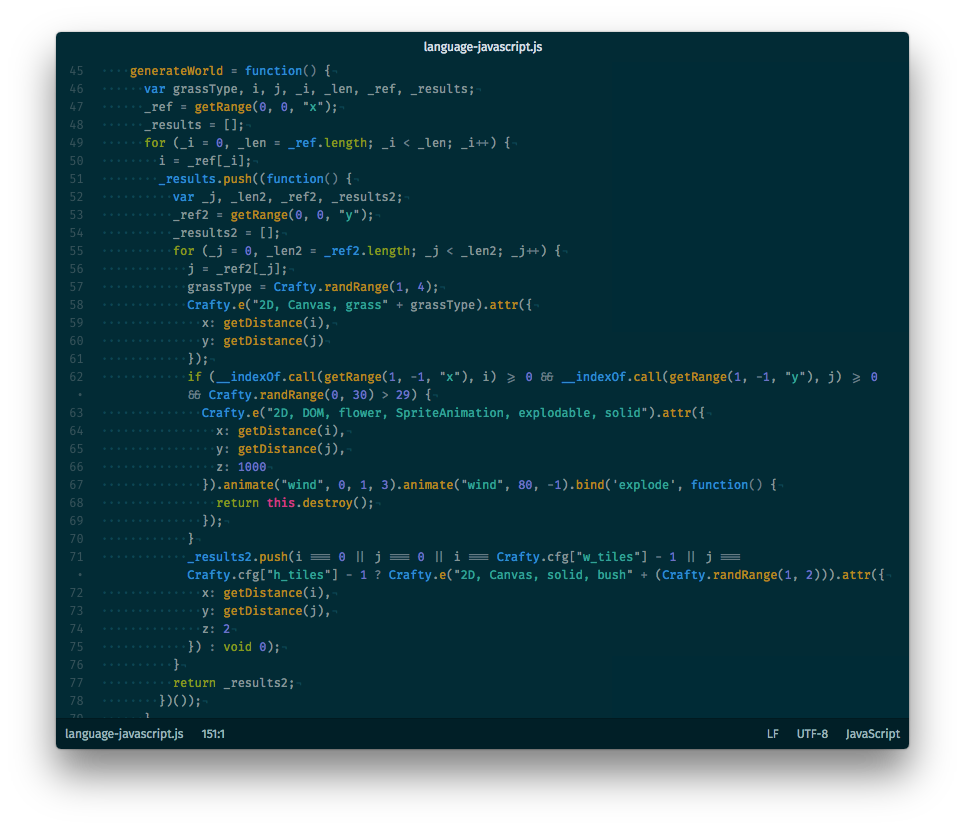 language-javascript.js
45 generateWorld = function() {
46 var grassType, i, j, _i, _len, _ref, _results;
47 _ref = getRange(0, 0, "x");
48 _results = [];
49 for (_i = 0, _len = _ref.length; _i < _len; _i++) {
50 i = _ref[_i];
51 _results.push((function() {
52 var _j, _len2, _ref2, _results2;
53 _ref2 = getRange(0, 0, "y");
54 _results2 = [];
55 for (_j = 0, _len2 = _ref2.length; _j < _len2; _j++) {
56 j = _ref2[_j];
57 grassType = Crafty.randRange(1, 4);
58 Crafty.e("2D, Canvas, grass" + grassType).attr({
59 x: getDistance(i),
60 y: getDistance(j)
61 });
62 if (__indexOf.call(getRange(1, -1, "x"), i) >= 0 && __indexOf.call(getRange(1, -1, "y"), j) >= 0
• && Crafty.randRange(0, 30) > 29) {
63 Crafty.e("2D, DOM, flower, SpriteAnimation, explodable, solid").attr({
64 x: getDistance(i),
65 y: getDistance(j),
66 z: 1000
67 }).animate("wind", 0, 1, 3).animate("wind", 80, -1).bind('explode', function() {
68 return this.destroy();
69 });
70 }
71 _results2.push(i === 0 || j === 0 || i === Crafty.cfg["w_tiles"] - 1 || j ===
• Crafty.cfg["h_tiles"] - 1 ? Crafty.e("2D, Canvas, solid, bush" + (Crafty.randRange(1, 2))).attr({
72 x: getDistance(i),
73 y: getDistance(j),
74 z: 2
75 }) : void 0);
76 }
77 return _results2;
78 })());
79 }
language-javascript.js 151:1 LF UTF-8 JavaScript